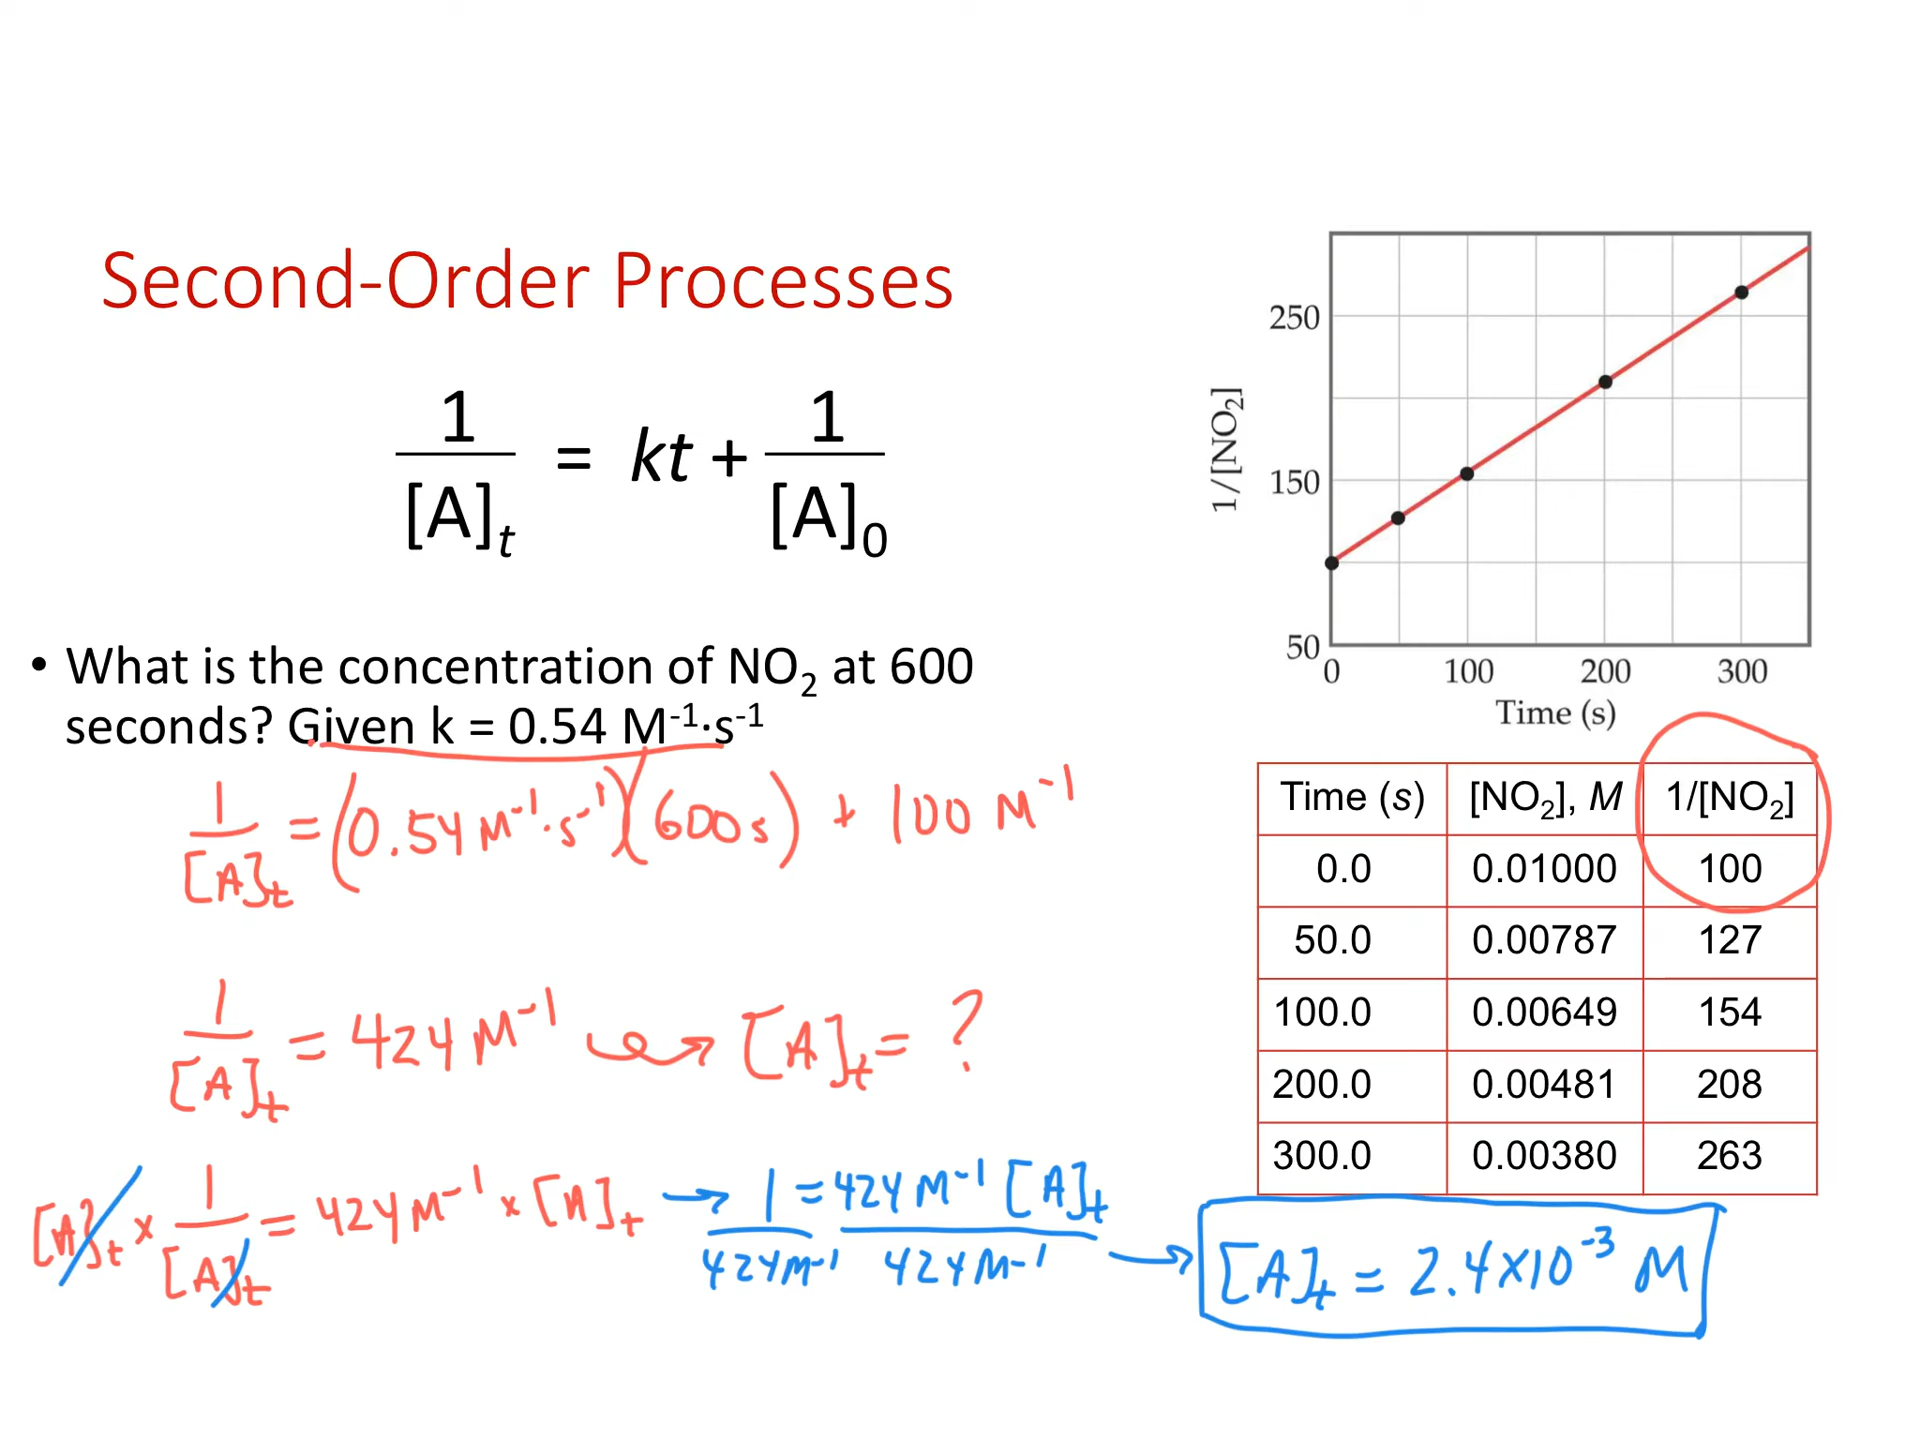 Second-Order Processes
1/[A]t = kt + 1/[A]0
• What is the concentration of NO2 at 600
seconds? Given k = 0.54 M-1·s-1
1/[A]t = (0.54 M-1·s-1)(600s) + 100 M-1
1/[A]t = 424 M-1 → [A]t = ?
[A]t × 1/[A]t = 424 M-1 × [A]t → 1/424M-1 = 424 M-1 [A]t/424M-1 → [A]t = 2.4×10-3 M
1/[NO2]
250
150
50
0 100 200 300
Time (s)
Time (s) [NO2], M 1/[NO2]
0.0 0.01000 100
50.0 0.00787 127
100.0 0.00649 154
200.0 0.00481 208
300.0 0.00380 263